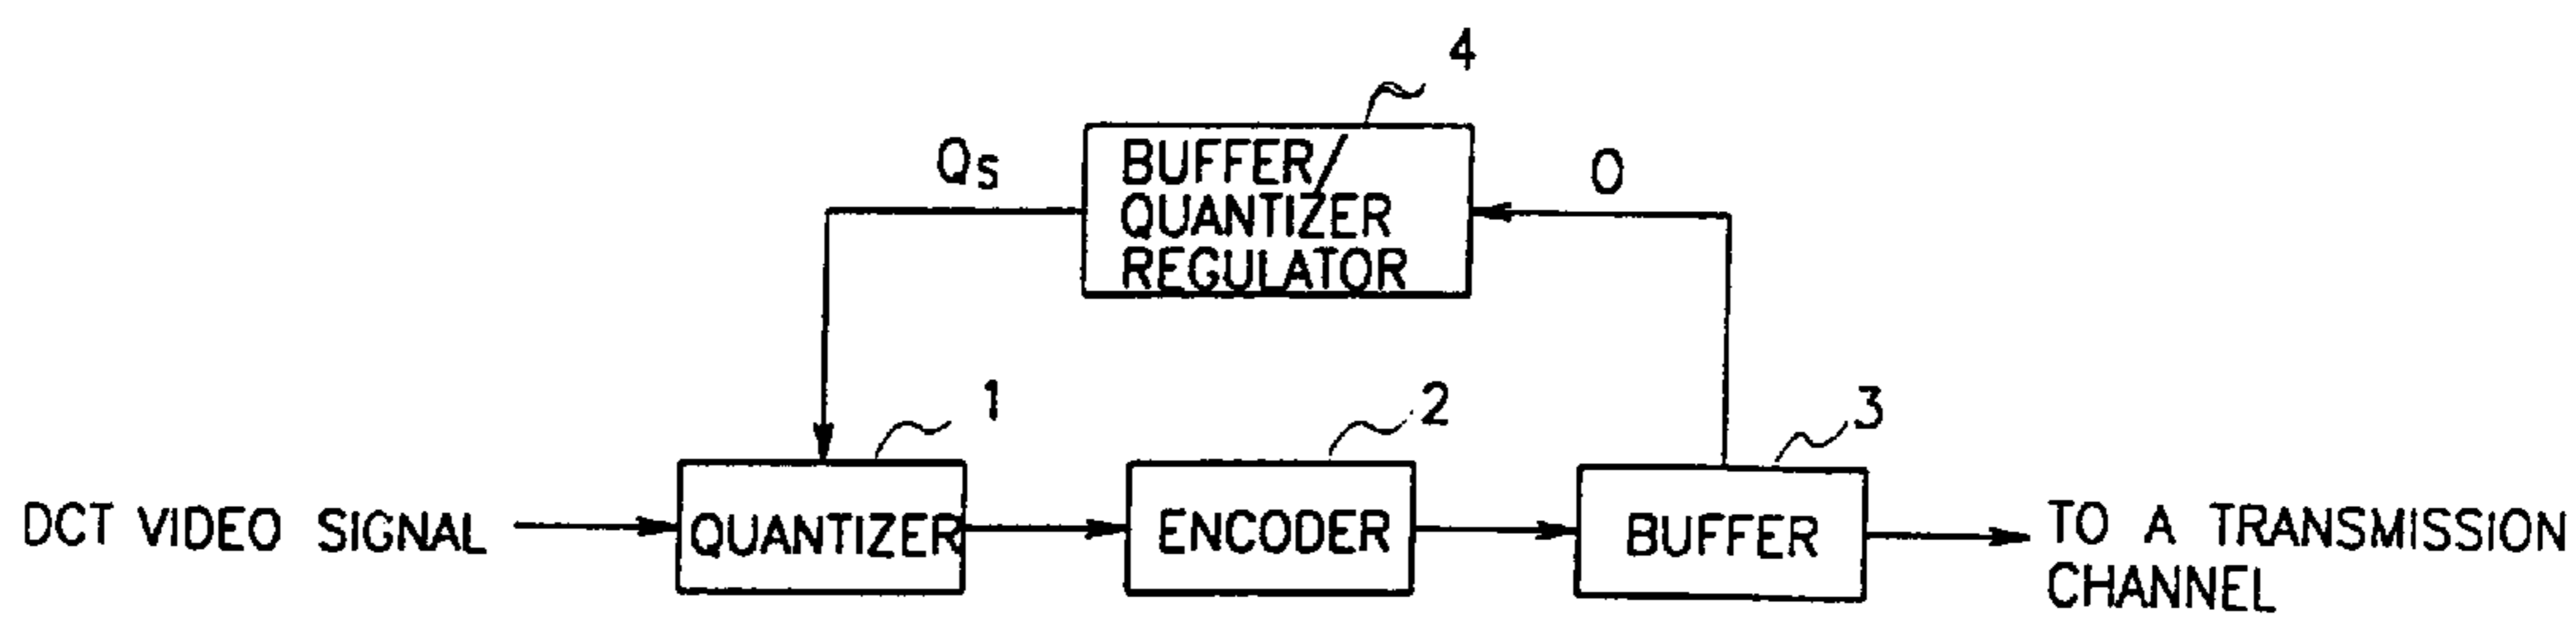 4
BUFFER/
QUANTIZER
REGULATOR
Qs
O
1
2
3
DCT VIDEO SIGNAL
QUANTIZER
ENCODER
BUFFER
TO A TRANSMISSION
CHANNEL